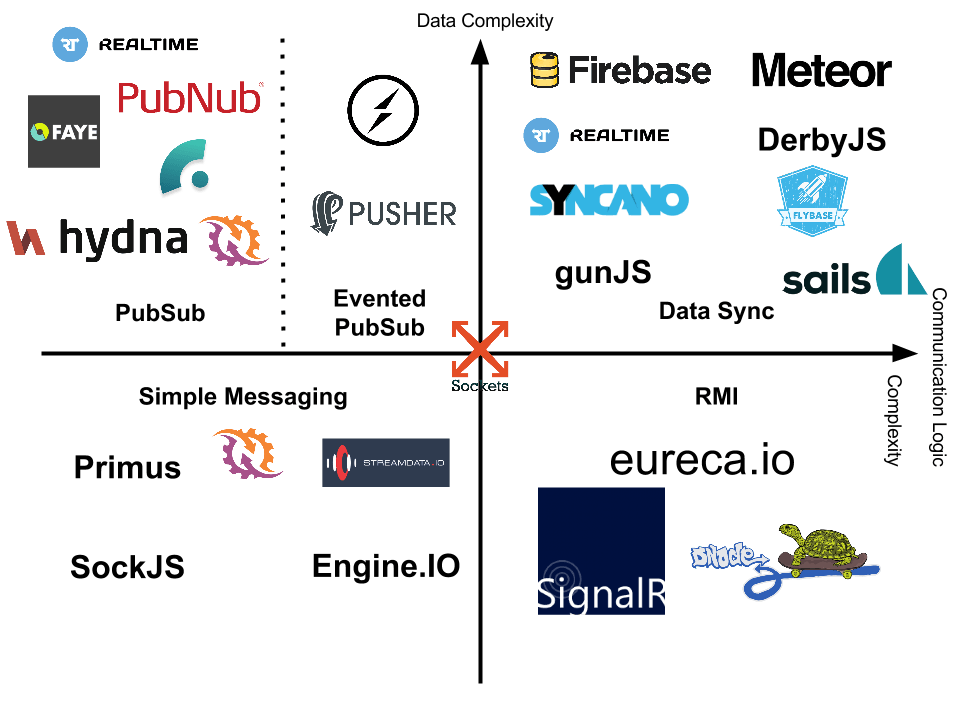 Data Complexity
REALTIME
PubNub
FAYE
hydna
PubSub
PUSHER
Evented
PubSub
Firebase
Meteor
REALTIME
DerbyJS
SYNCANO
FLYBASE
gunJS
sails
Data Sync
Communication Logic
Complexity
Sockets
Simple Messaging
Primus
STREAMDATA.IO
SockJS
Engine.IO
RMI
eureca.io
SignalR
dNode